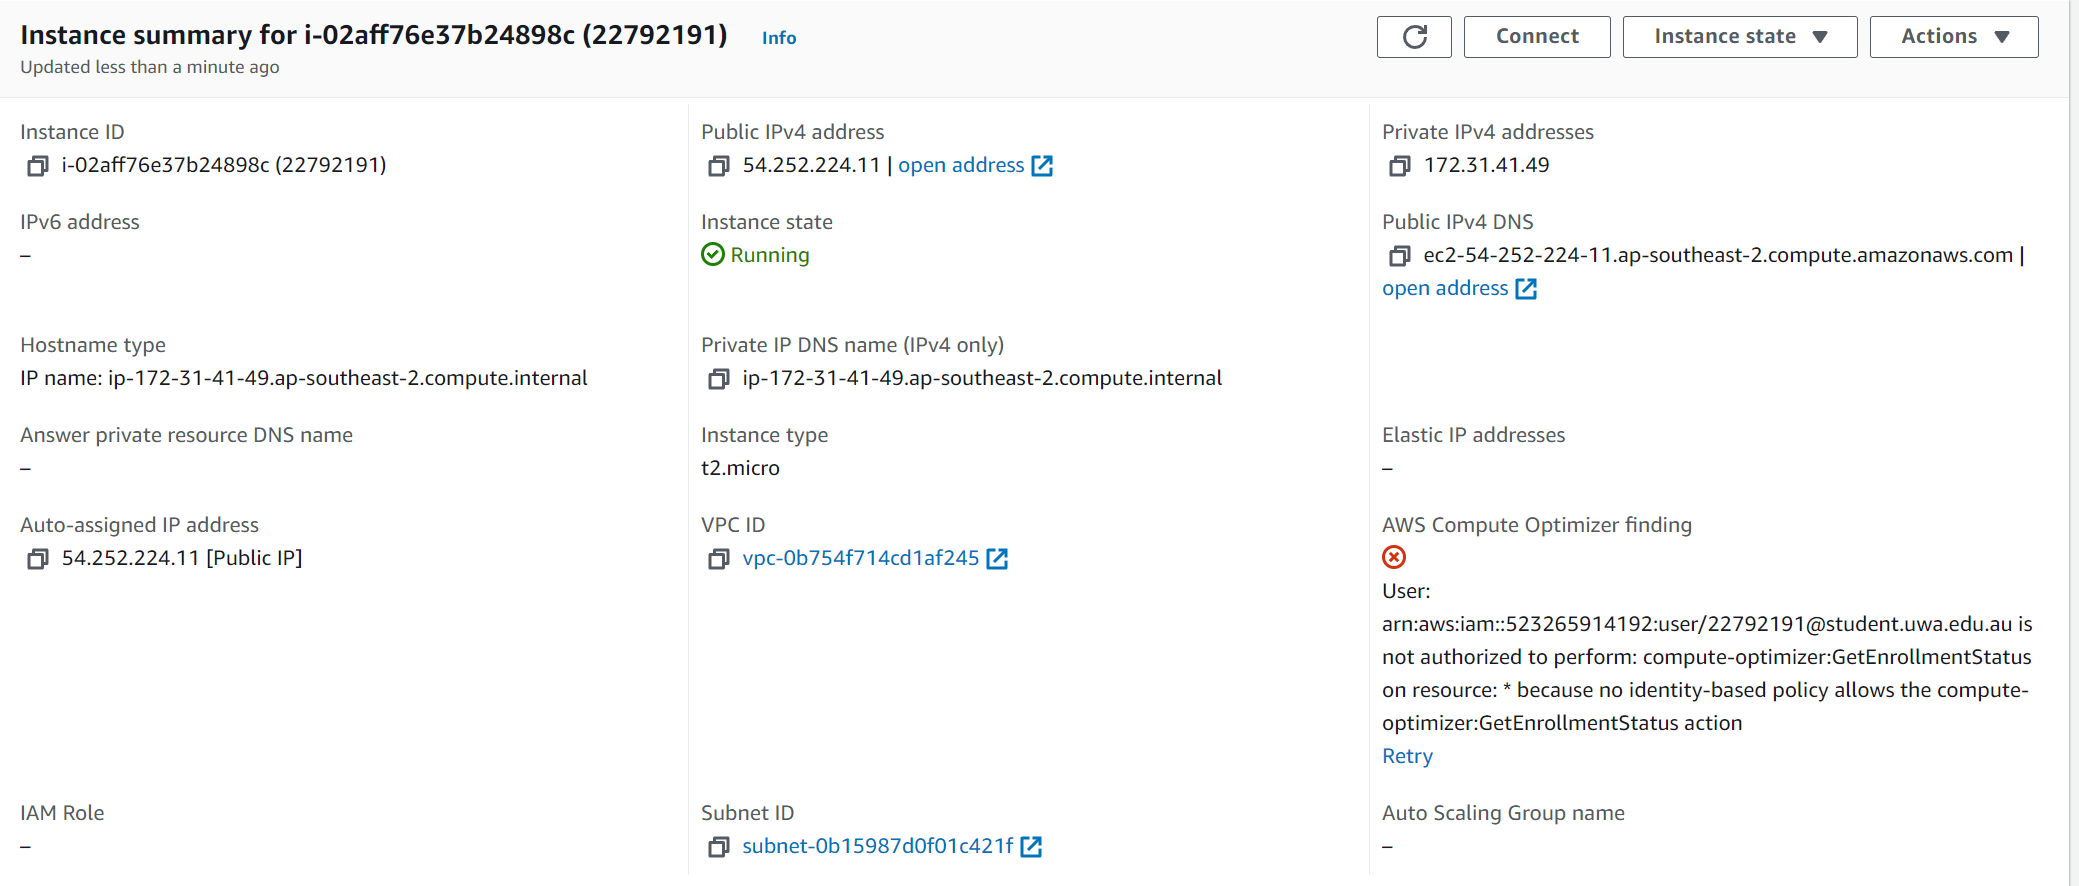 Instance summary for i-02aff76e37b24898c (22792191) Info
Updated less than a minute ago
Connect
Instance state
Actions
Instance ID
i-02aff76e37b24898c (22792191)
Public IPv4 address
54.252.224.11 | open address
Private IPv4 addresses
172.31.41.49
IPv6 address
–
Instance state
Running
Public IPv4 DNS
ec2-54-252-224-11.ap-southeast-2.compute.amazonaws.com |
open address
Hostname type
IP name: ip-172-31-41-49.ap-southeast-2.compute.internal
Private IP DNS name (IPv4 only)
ip-172-31-41-49.ap-southeast-2.compute.internal
Answer private resource DNS name
–
Instance type
t2.micro
Elastic IP addresses
–
Auto-assigned IP address
54.252.224.11 [Public IP]
VPC ID
vpc-0b754f714cd1af245
AWS Compute Optimizer finding
User:
arn:aws:iam::523265914192:user/22792191@student.uwa.edu.au is
not authorized to perform: compute-optimizer:GetEnrollmentStatus
on resource: * because no identity-based policy allows the compute-
optimizer:GetEnrollmentStatus action
Retry
IAM Role
–
Subnet ID
subnet-0b15987d0f01c421f
Auto Scaling Group name
–